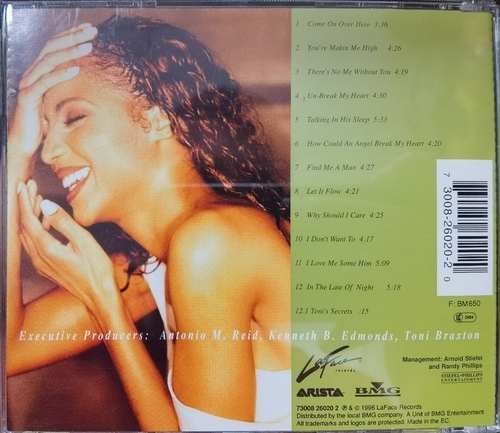 1 Come On Over Here 3:36
2 You're Makin Me High 4:26
3 There's No Me Without You 4:19
4 Un-Break My Heart 4:30
5 Talking In His Sleep 5:33
6 How Could An Angel Break My Heart 4:20
7 Find Me A Man 4:27
8 Let It Flow 4:21
9 Why Should I Care 4:25
10 I Don't Want To 4:17
11 I Love Me Some Him 5:09
12 In The Late Of Night 5:18
12.1 Toni's Secrets :15
7 3008-26020-2 0
F: BM650
Executive Producers: Antonio M. Reid, Kenneth B. Edmonds, Toni Braxton
LaFace
records
Management: Arnold Stiefel
and Randy Phillips
STIEFEL•PHILLIPS
ENTERTAINMENT
ARISTA
BMG
73008 26020 2 ℗ & © 1996 LaFace Records
Distributed by the local BMG company. A Unit of BMG Entertainment
All trademarks and logos are protected. Made in the EC.